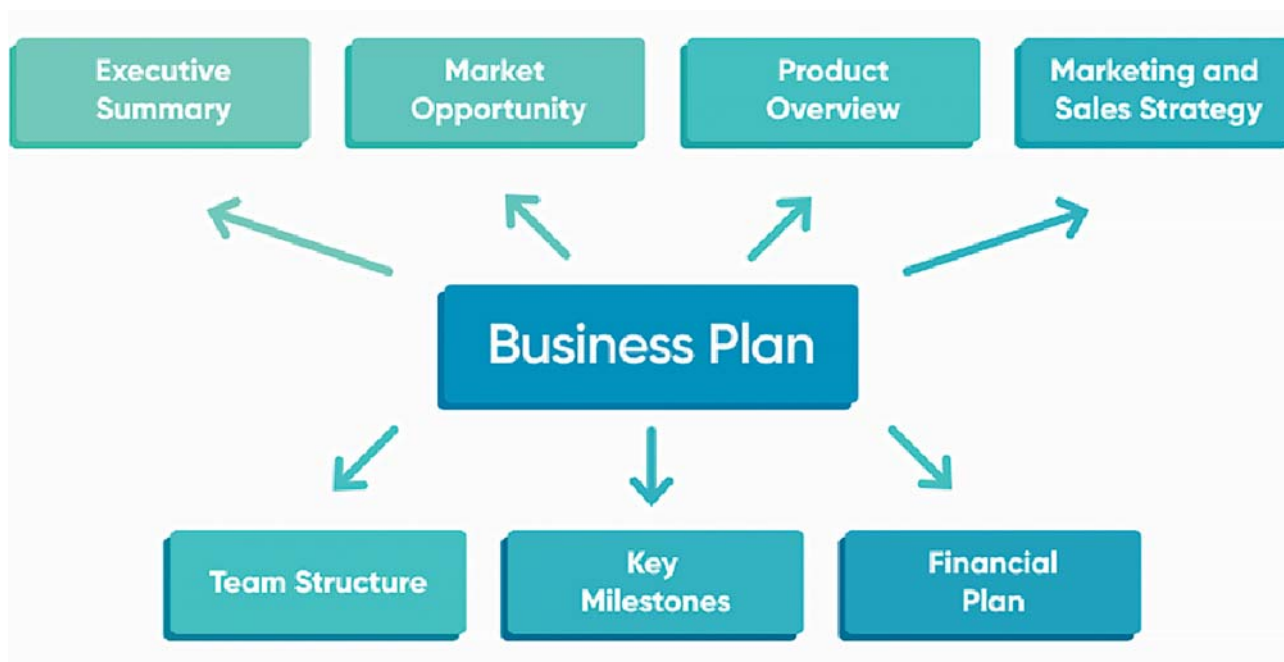 Executive
Summary
Market
Opportunity
Product
Overview
Marketing and
Sales Strategy
Business Plan
Team Structure
Key
Milestones
Financial
Plan